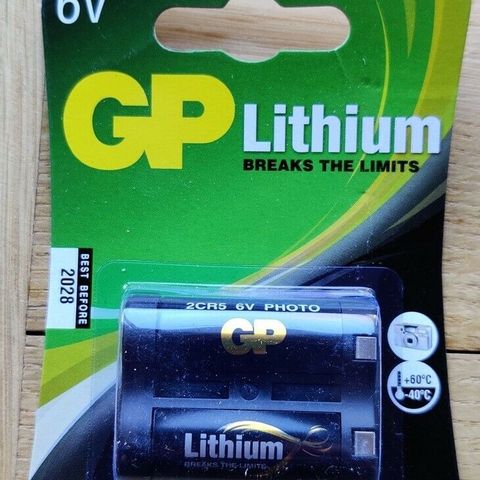 6V
GP Lithium
BREAKS THE LIMITS
BEST BEFORE
2028
2CR5 6V PHOTO
GP
+60°C
-40°C
Lithium
BREAKS THE LIMITS